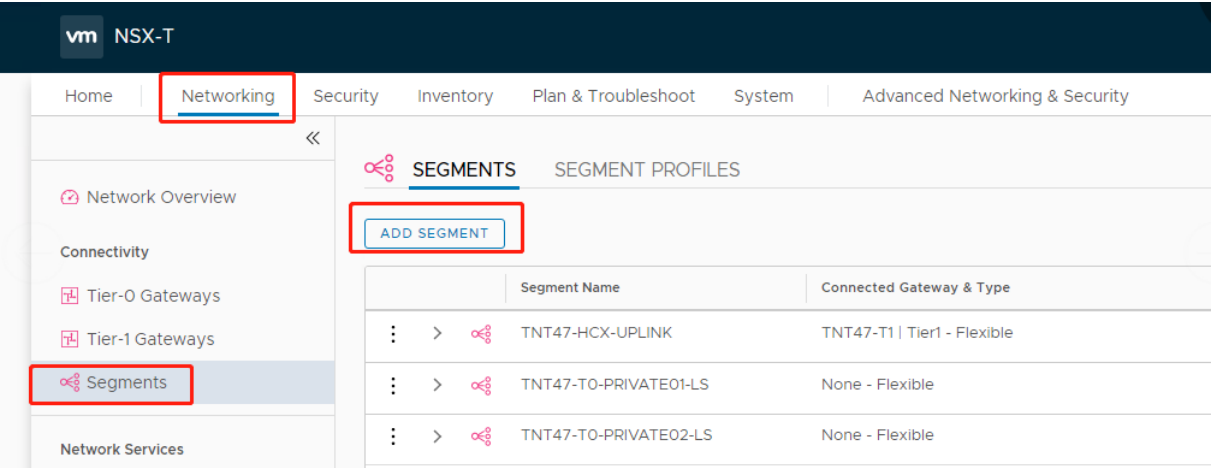 vm NSX-T
Home Networking Security Inventory Plan & Troubleshoot System Advanced Networking & Security
SEGMENTS SEGMENT PROFILES
Network Overview
ADD SEGMENT
Connectivity
Segment Name Connected Gateway & Type
Tier-0 Gateways
TNT47-HCX-UPLINK TNT47-T1 | Tier1 - Flexible
Tier-1 Gateways
Segments
TNT47-T0-PRIVATE01-LS None - Flexible
TNT47-T0-PRIVATE02-LS None - Flexible
Network Services